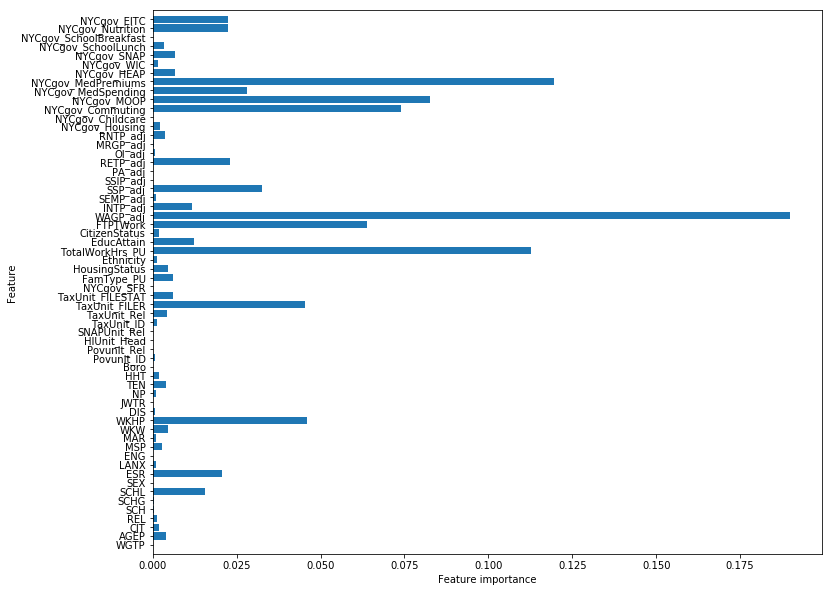 NYCgov_EITC
NYCgov_Nutrition
NYCgov_SchoolBreakfast
NYCgov_SchoolLunch
NYCgov_SNAP
NYCgov_WIC
NYCgov_HEAP
NYCgov_MedPremiums
NYCgov_MedSpending
NYCgov_MOOP
NYCgov_Commuting
NYCgov_Childcare
NYCgov_Housing
RNTP_adj
MRGP_adj
OI_adj
RETP_adj
PA_adj
SSIP_adj
SSP_adj
SEMP_adj
INTP_adj
WAGP_adj
FTPTWork
CitizenStatus
EducAttain
TotalWorkHrs_PU
Ethnicity
HousingStatus
FamType_PU
NYCgov_SFR
TaxUnit_FILESTAT
TaxUnit_FILER
TaxUnit_Rel
TaxUnit_ID
SNAPUnit_Rel
HIUnit_Head
Povunit_Rel
Povunit_ID
Boro
HHT
TEN
NP
JWTR
DIS
WKHP
WKW
MAR
MSP
ENG
LANX
ESR
SEX
SCHL
SCHG
SCH
REL
CIT
AGEP
WGTP
Feature
0.000 0.025 0.050 0.075 0.100 0.125 0.150 0.175
Feature importance